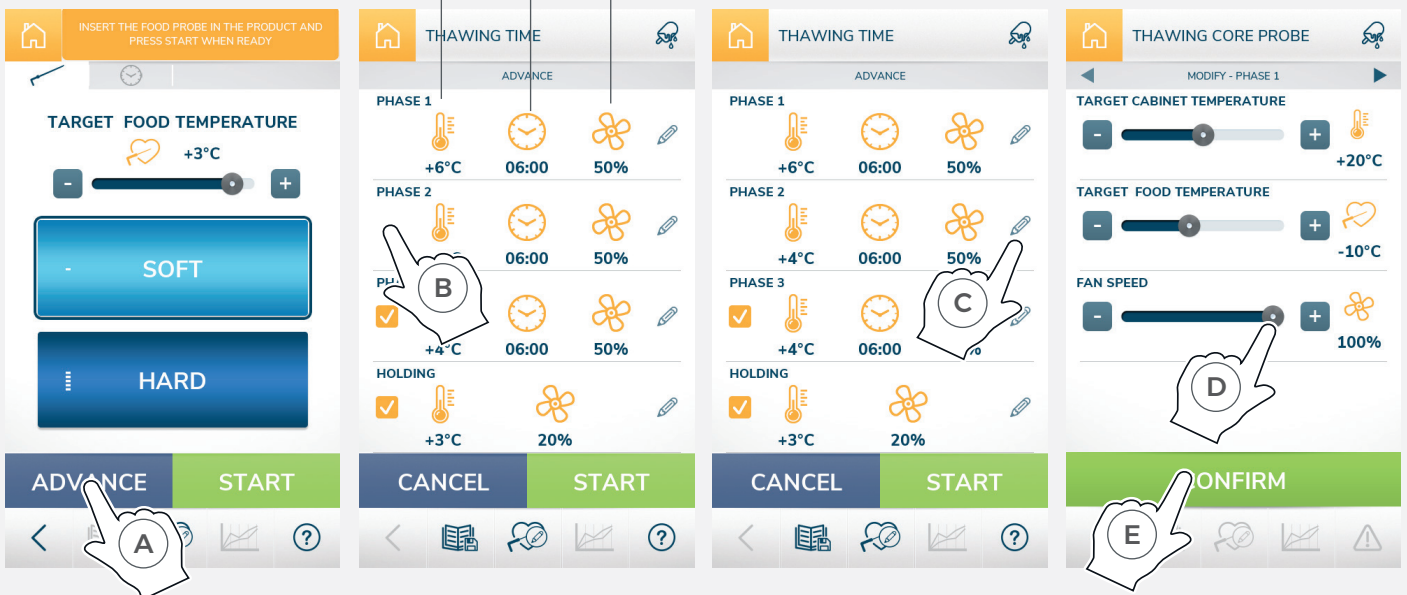 INSERT THE FOOD PROBE IN THE PRODUCT AND
PRESS START WHEN READY
TARGET FOOD TEMPERATURE
+3°C
-
+
- SOFT
HARD
ADVANCE
START
?
A
THAWING TIME
ADVANCE
PHASE 1
+6°C 06:00 50%
PHASE 2
06:00 50%
B
+4°C 06:00 50%
HOLDING
+3°C 20%
CANCEL
START
?
THAWING TIME
ADVANCE
PHASE 1
+6°C 06:00 50%
PHASE 2
+4°C 06:00 50%
C
PHASE 3
+4°C 06:00
HOLDING
+3°C 20%
CANCEL
START
?
THAWING CORE PROBE
MODIFY - PHASE 1
TARGET CABINET TEMPERATURE
-
+
+20°C
TARGET FOOD TEMPERATURE
-
+
-10°C
FAN SPEED
-
+
100%
D
CONFIRM
E